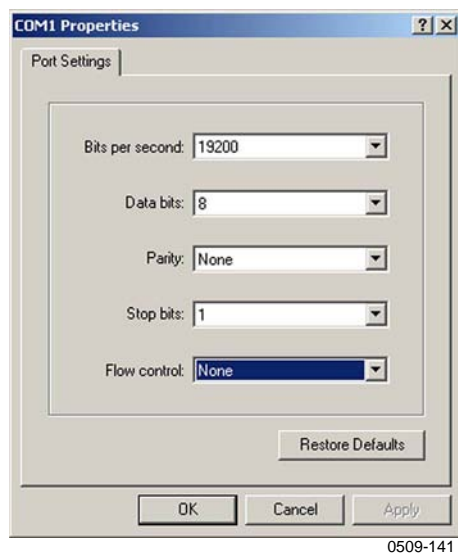 COM1 Properties
Port Settings
Bits per second: 19200
Data bits: 8
Parity: None
Stop bits: 1
Flow control: None
Restore Defaults
OK Cancel Apply
0509-141